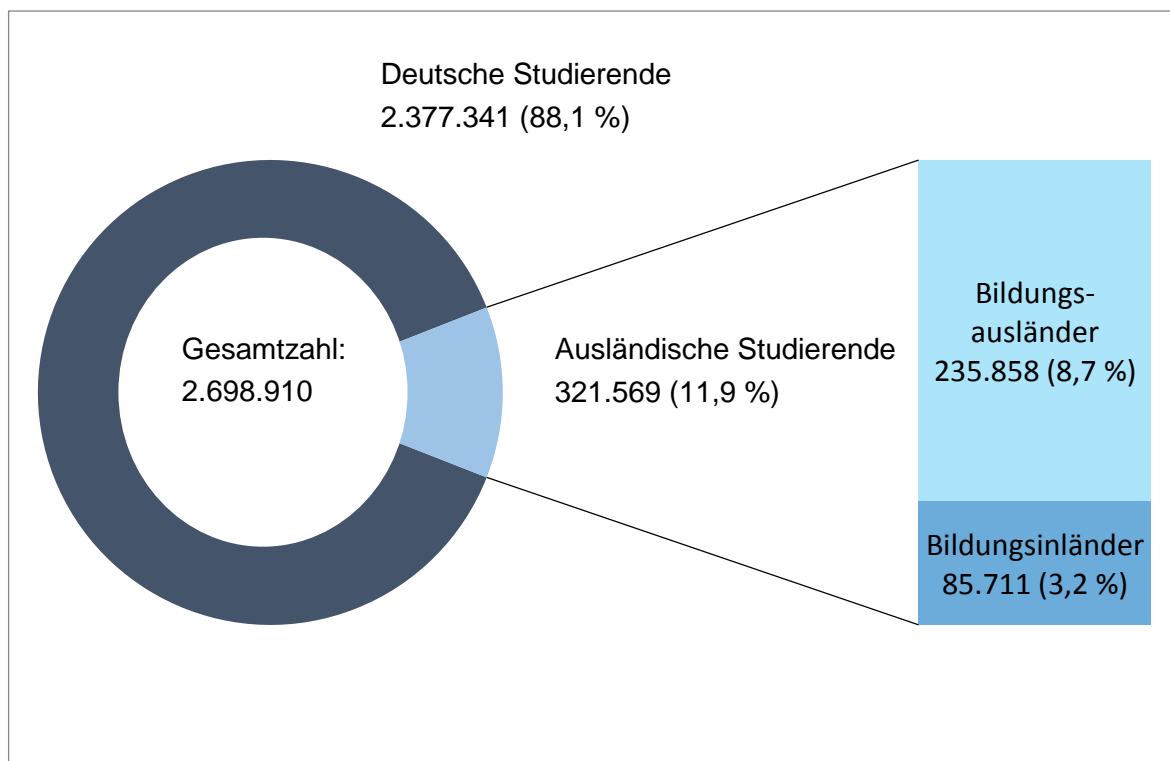 Deutsche Studierende
2.377.341 (88,1 %)
Gesamtzahl:
2.698.910
Ausländische Studierende
321.569 (11,9 %)
Bildungs-
ausländer
235.858 (8,7 %)
Bildungsinländer
85.711 (3,2 %)